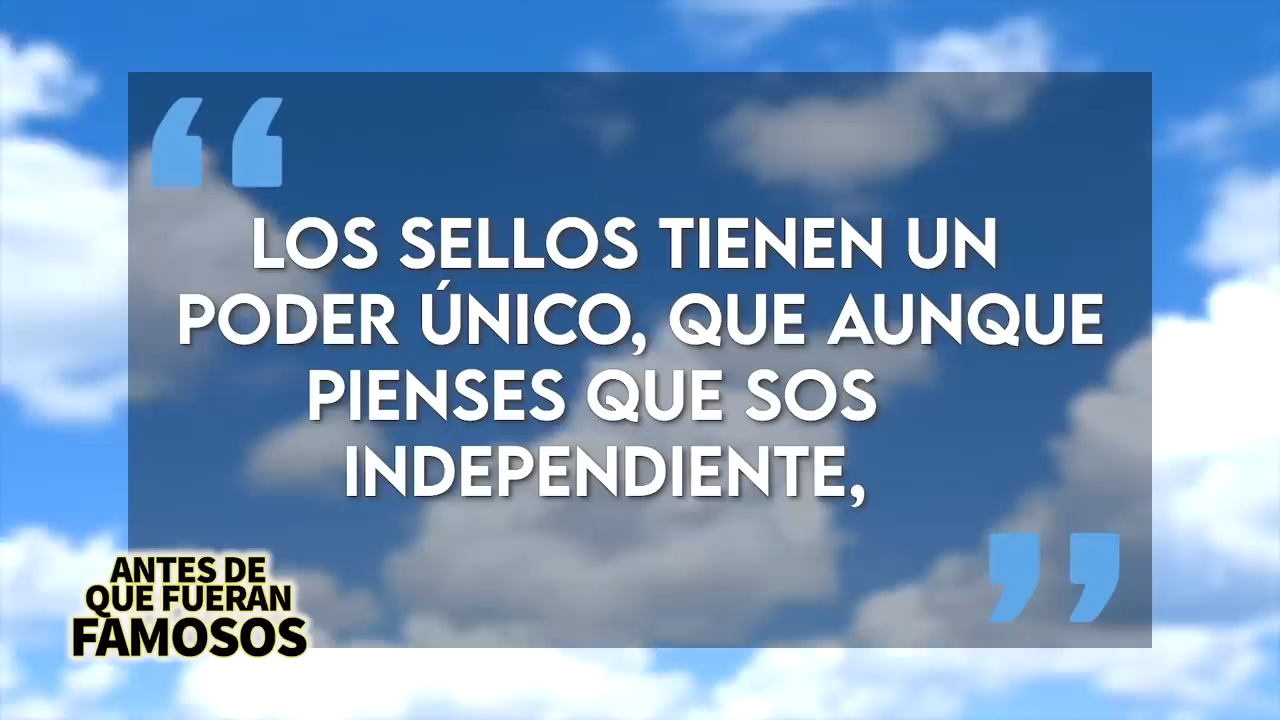 LOS SELLOS TIENEN UN
PODER ÚNICO, QUE AUNQUE
PIENSES QUE SOS
INDEPENDIENTE,
ANTES DE
QUE FUERAN
FAMOSOS